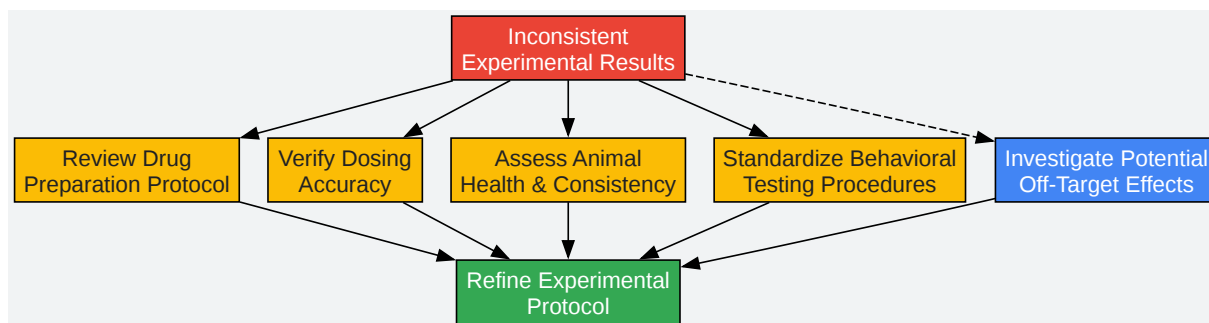 Inconsistent
Experimental Results
Review Drug
Preparation Protocol
Verify Dosing
Accuracy
Assess Animal
Health & Consistency
Standardize Behavioral
Testing Procedures
Investigate Potential
Off-Target Effects
Refine Experimental
Protocol